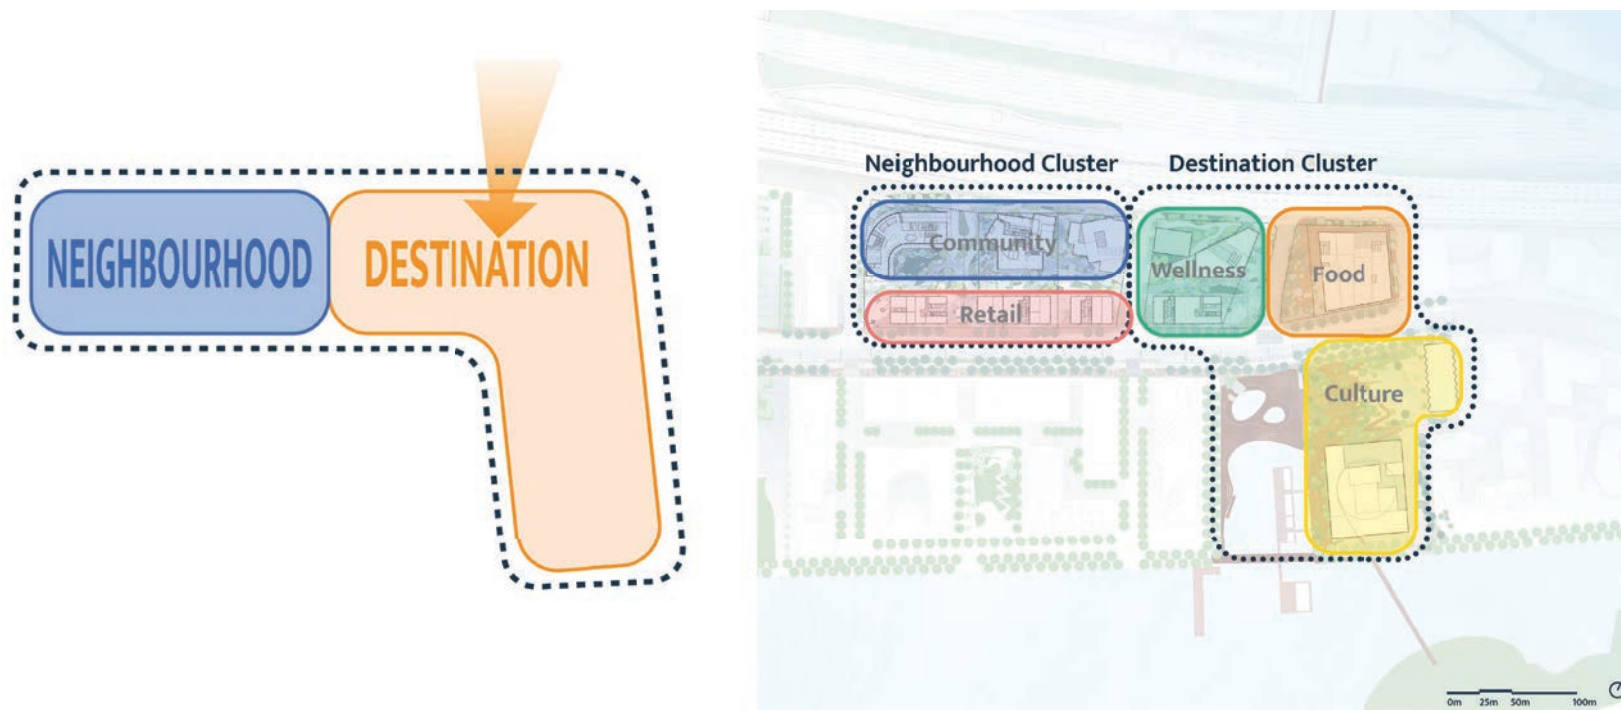 NEIGHBOURHOOD
DESTINATION
Neighbourhood Cluster
Destination Cluster
Community
Retail
Wellness
Food
Culture
0m 25m 50m 100m